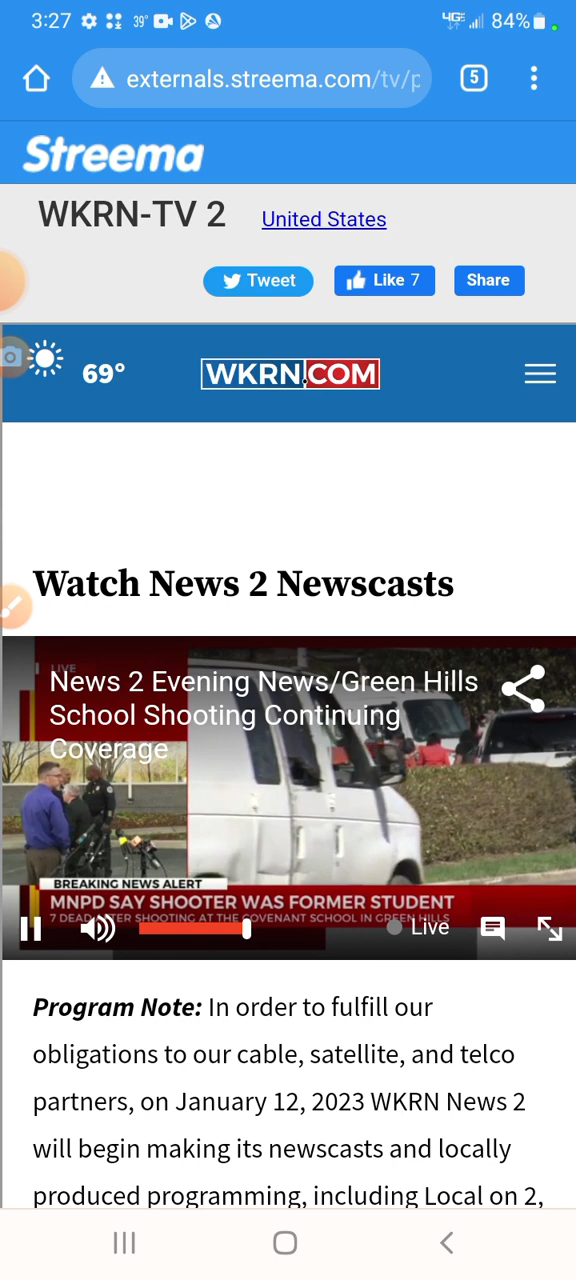 3:27 39° 4G 84%
5
externals.streema.com/tv/p
Streema
WKRN-TV 2 United States
Tweet Like 7 Share
69° WKRN.COM
Watch News 2 Newscasts
LIVE
News 2 Evening News/Green Hills
School Shooting Continuing
Coverage
BREAKING NEWS ALERT
MNPD SAY SHOOTER WAS FORMER STUDENT
7 DEAD AFTER SHOOTING AT THE COVENANT SCHOOL IN GREEN HILLS
Live
Program Note: In order to fulfill our
obligations to our cable, satellite, and telco
partners, on January 12, 2023 WKRN News 2
will begin making its newscasts and locally
produced programming, including Local on 2,